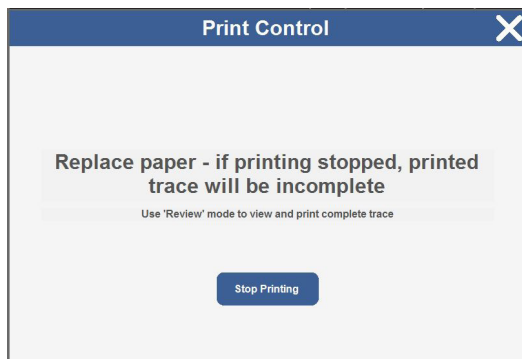 Print Control
Replace paper - if printing stopped, printed
trace will be incomplete
Use 'Review' mode to view and print complete trace
Stop Printing